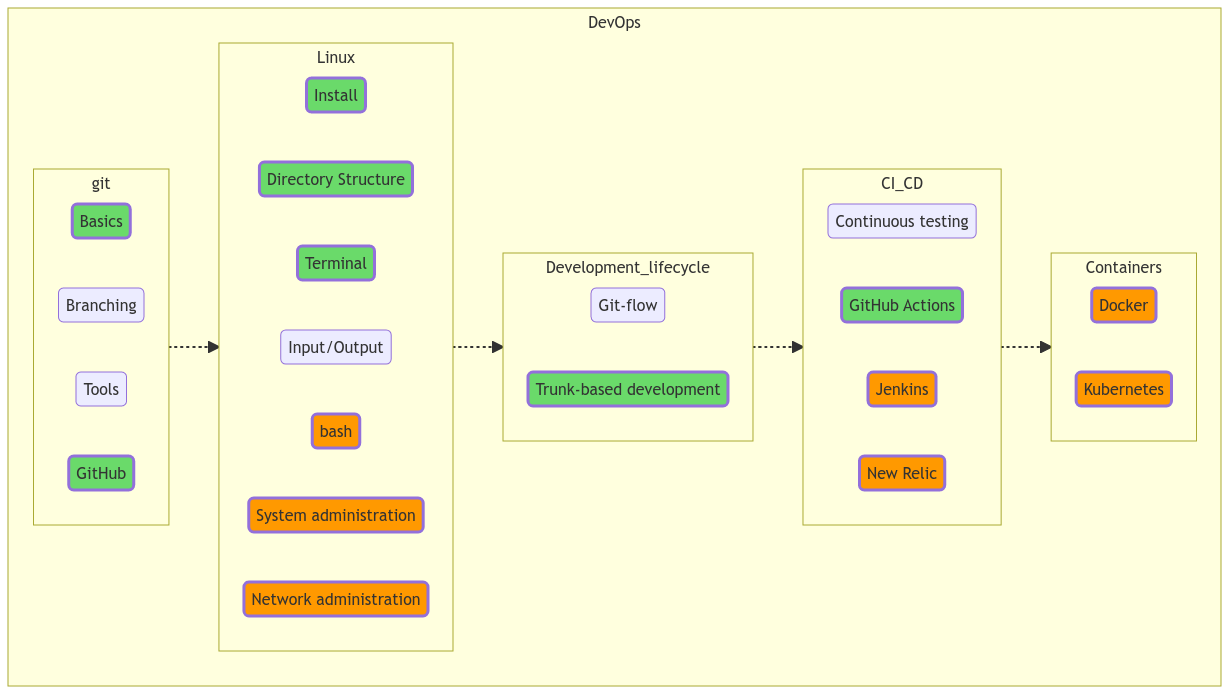 DevOps
git
Basics
Branching
Tools
GitHub
Linux
Install
Directory Structure
Terminal
Input/Output
bash
System administration
Network administration
Development_lifecycle
Git-flow
Trunk-based development
CI_CD
Continuous testing
GitHub Actions
Jenkins
New Relic
Containers
Docker
Kubernetes